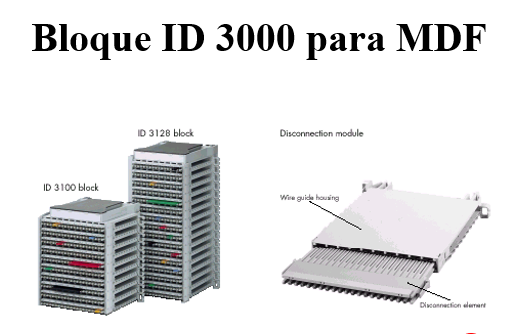 Bloque ID 3000 para MDF
ID 3128 block
Disconnection module
ID 3100 block
Wire guide housing
Disconnection element